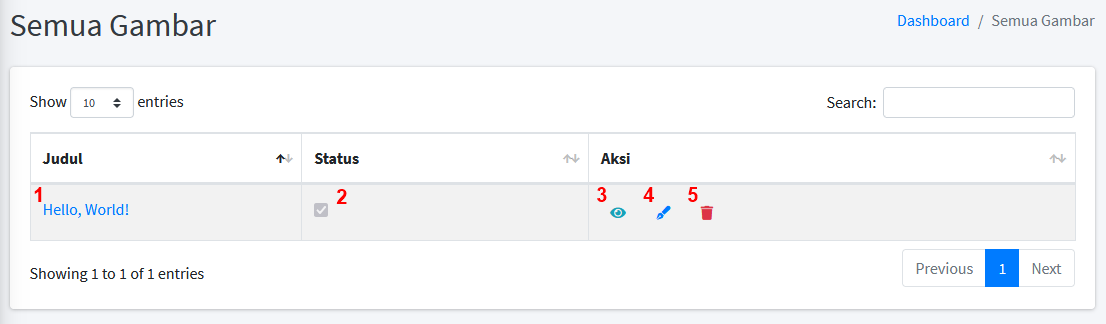 Semua Gambar
Dashboard / Semua Gambar
Show 10 entries
Search:
Judul Status Aksi
1 2 3 4 5
Hello, World!
Showing 1 to 1 of 1 entries
Previous 1 Next